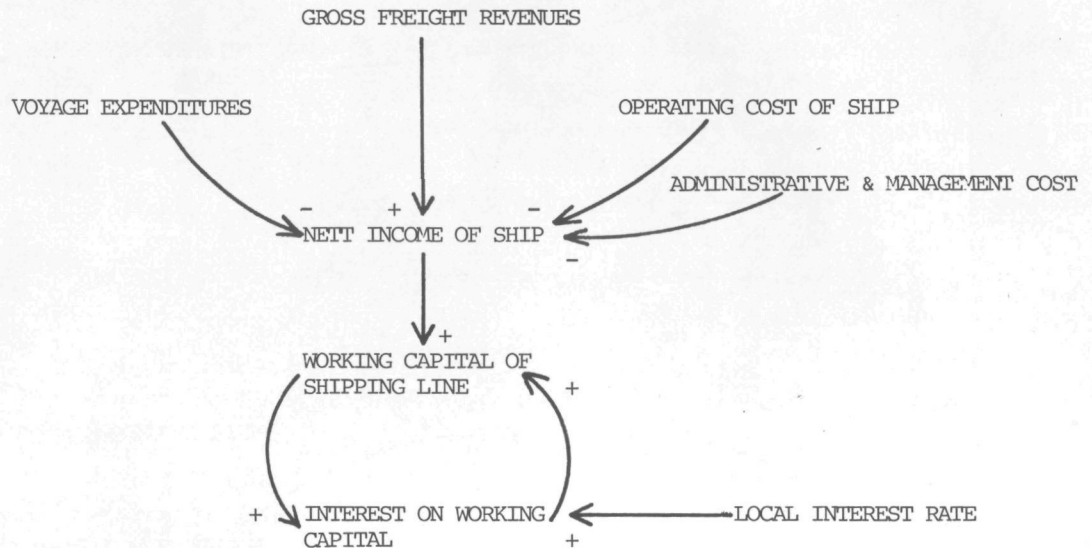 GROSS FREIGHT REVENUES
VOYAGE EXPENDITURES
OPERATING COST OF SHIP
ADMINISTRATIVE & MANAGEMENT COST
- + -
NETT INCOME OF SHIP
-
+
WORKING CAPITAL OF
SHIPPING LINE +
+ INTEREST ON WORKING LOCAL INTEREST RATE
CAPITAL +